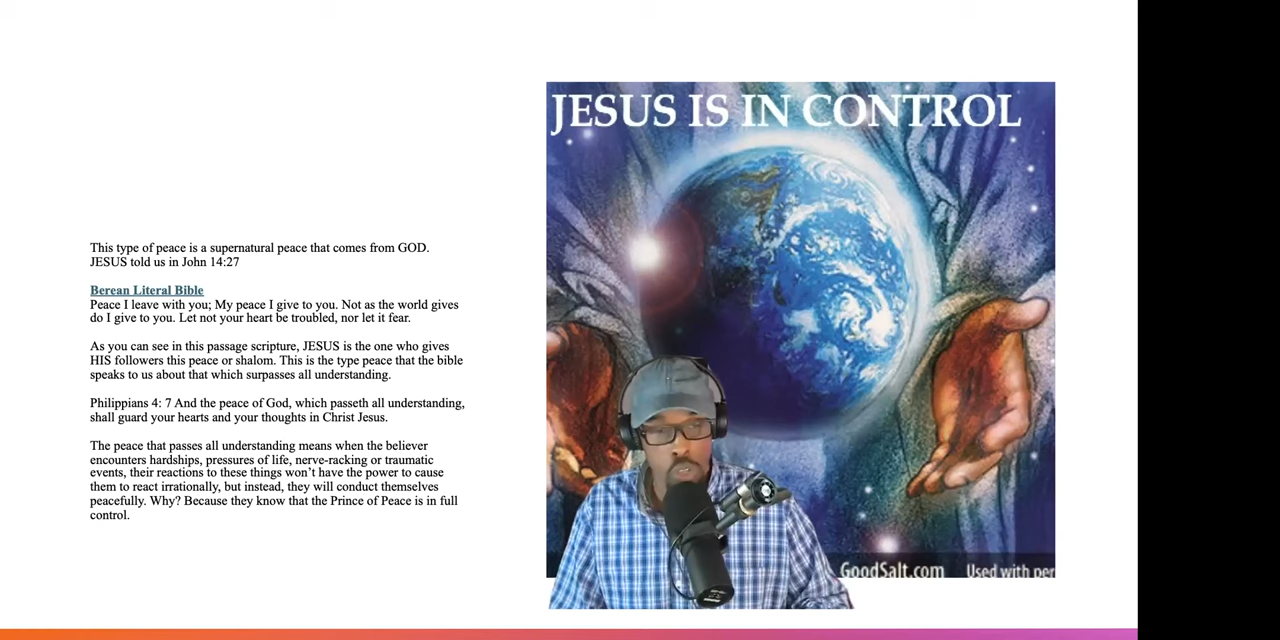 JESUS IS IN CONTROL
This type of peace is a supernatural peace that comes from GOD.
JESUS told us in John 14:27
Berean Literal Bible
Peace I leave with you; My peace I give to you. Not as the world gives
do I give to you. Let not your heart be troubled, nor let it fear.
As you can see in this passage scripture, JESUS is the one who gives
HIS followers this peace or shalom. This is the type peace that the bible
speaks to us about that which surpasses all understanding.
Philippians 4: 7 And the peace of God, which passeth all understanding,
shall guard your hearts and your thoughts in Christ Jesus.
The peace that passes all understanding means when the believer
encounters hardships, pressures of life, nerve-racking or traumatic
events, their reactions to these things won’t have the power to cause
them to react irrationally, but instead, they will conduct themselves
peacefully. Why? Because they know that the Prince of Peace is in full
control.
GoodSalt.com Used with per